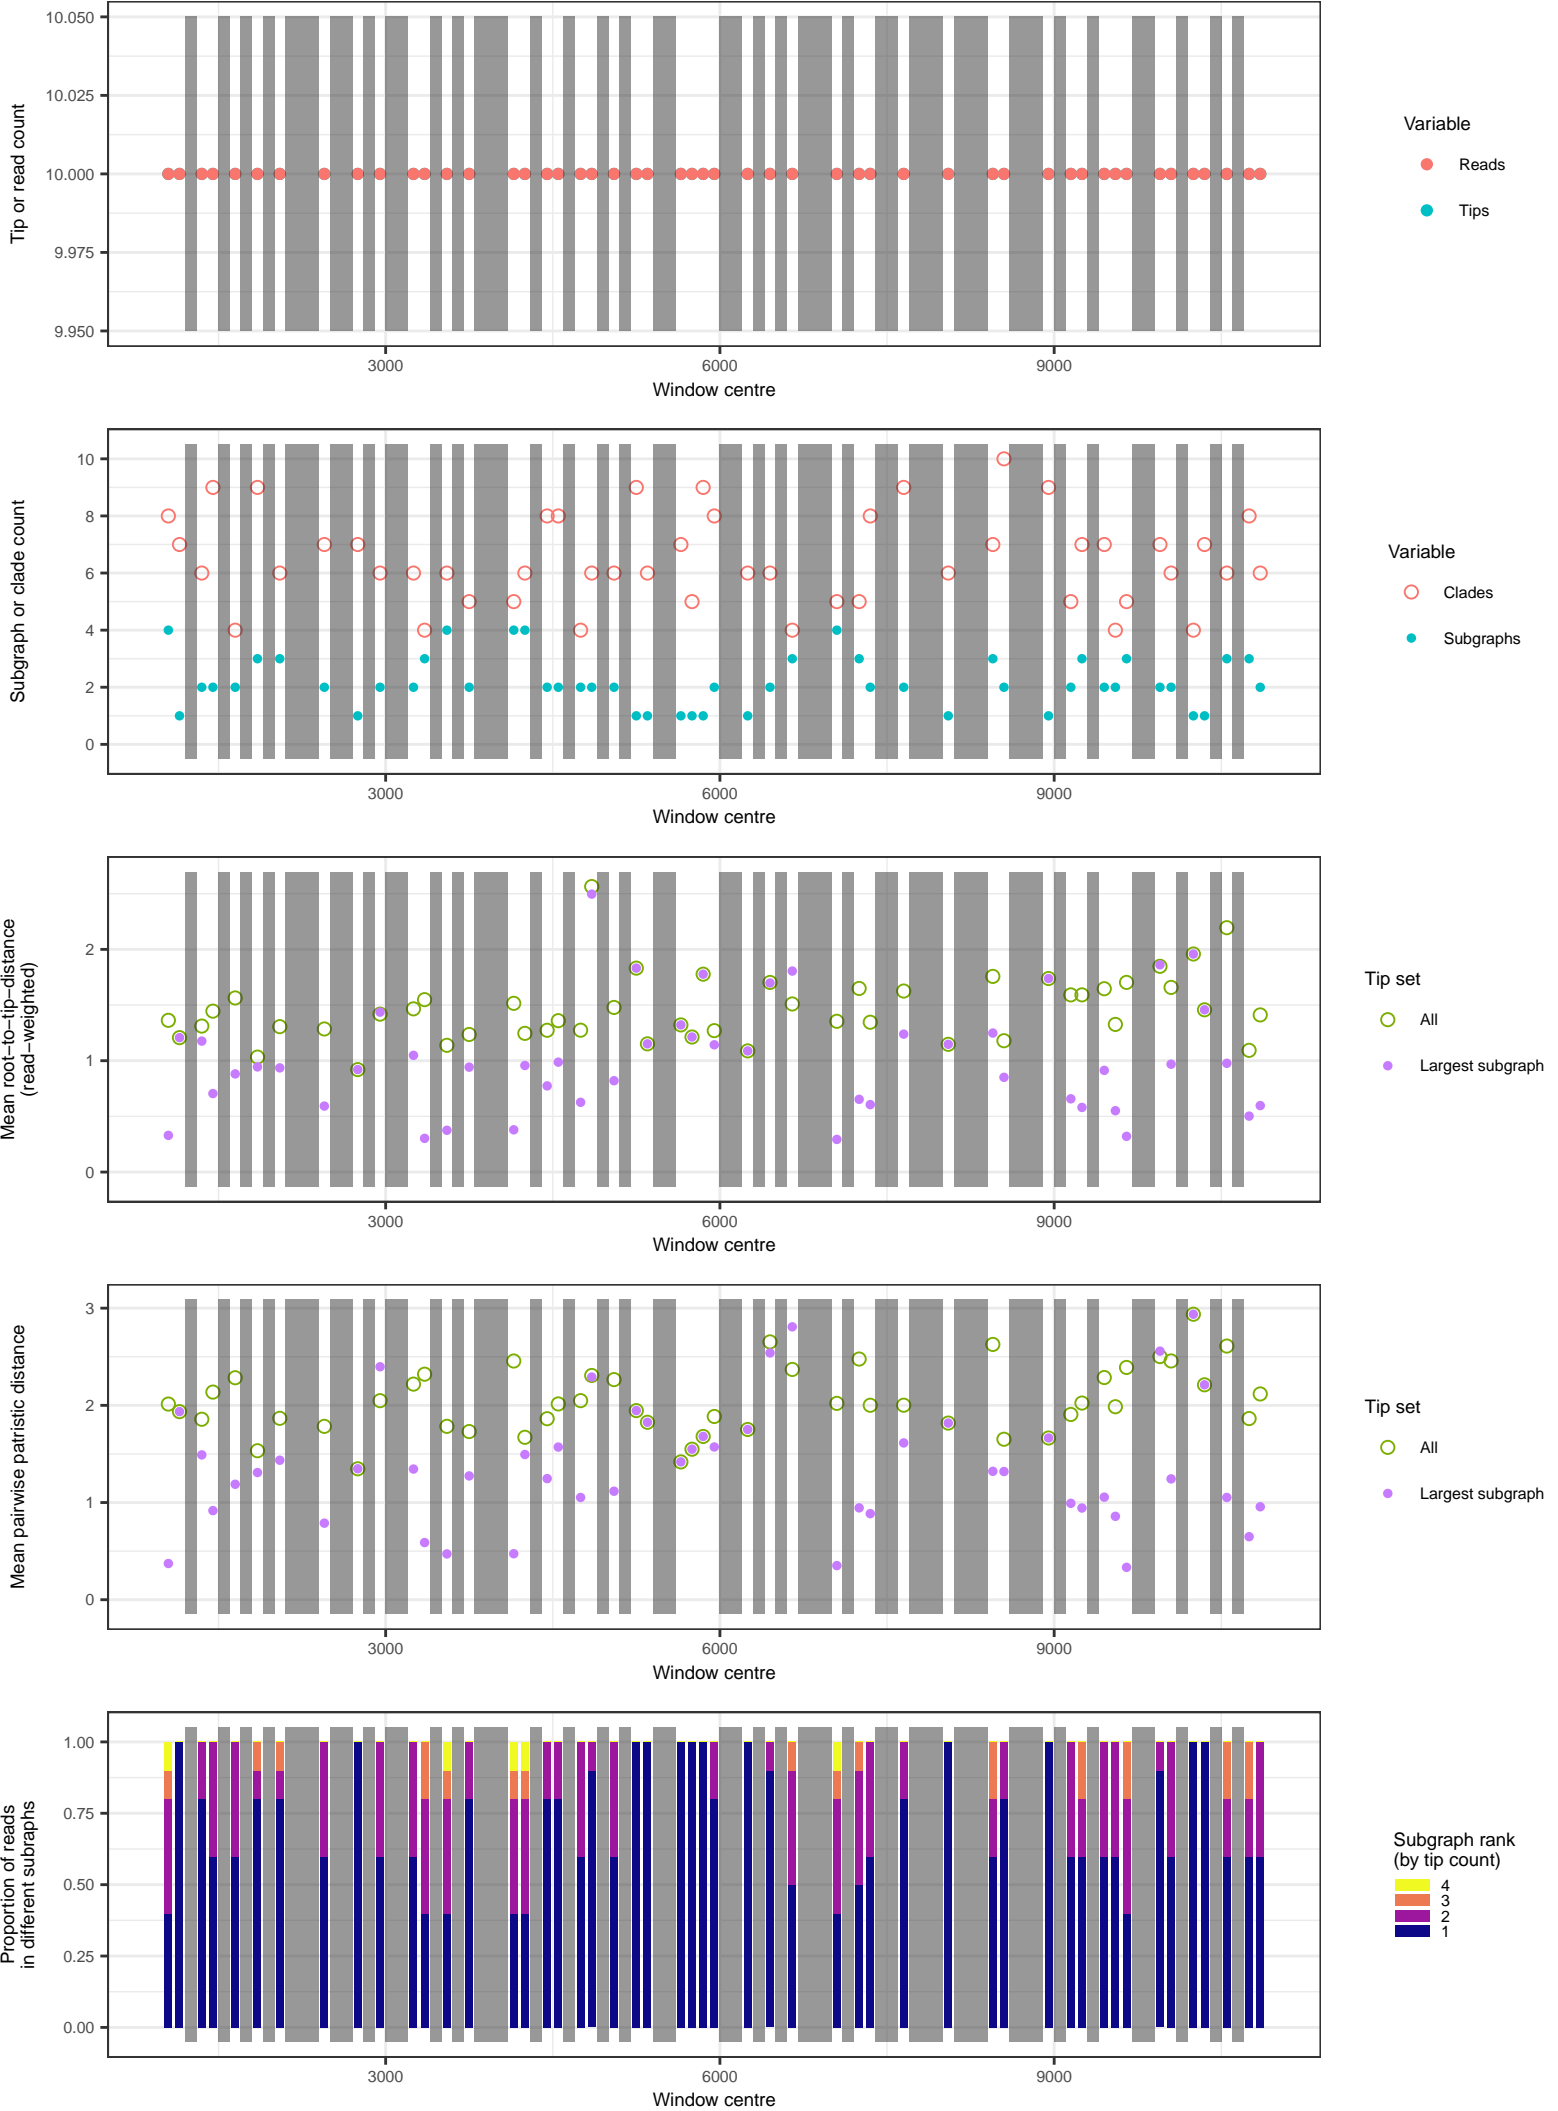 10.050
10.025
10.000
9.975
9.950
Tip or read count
3000
6000
9000
Window centre
Variable
Reads
Tips
10
8
6
4
2
0
Subgraph or clade count
3000
6000
9000
Window centre
Variable
Clades
Subgraphs
2
1
0
Mean root−to−tip−distance
(read−weighted)
3000
6000
9000
Window centre
Tip set
All
Largest subgraph
3
2
1
0
Mean pairwise patristic distance
3000
6000
9000
Window centre
Tip set
All
Largest subgraph
1.00
0.75
0.50
0.25
0.00
Proportion of reads
in different subraphs
3000
6000
9000
Window centre
Subgraph rank
(by tip count)
4
3
2
1